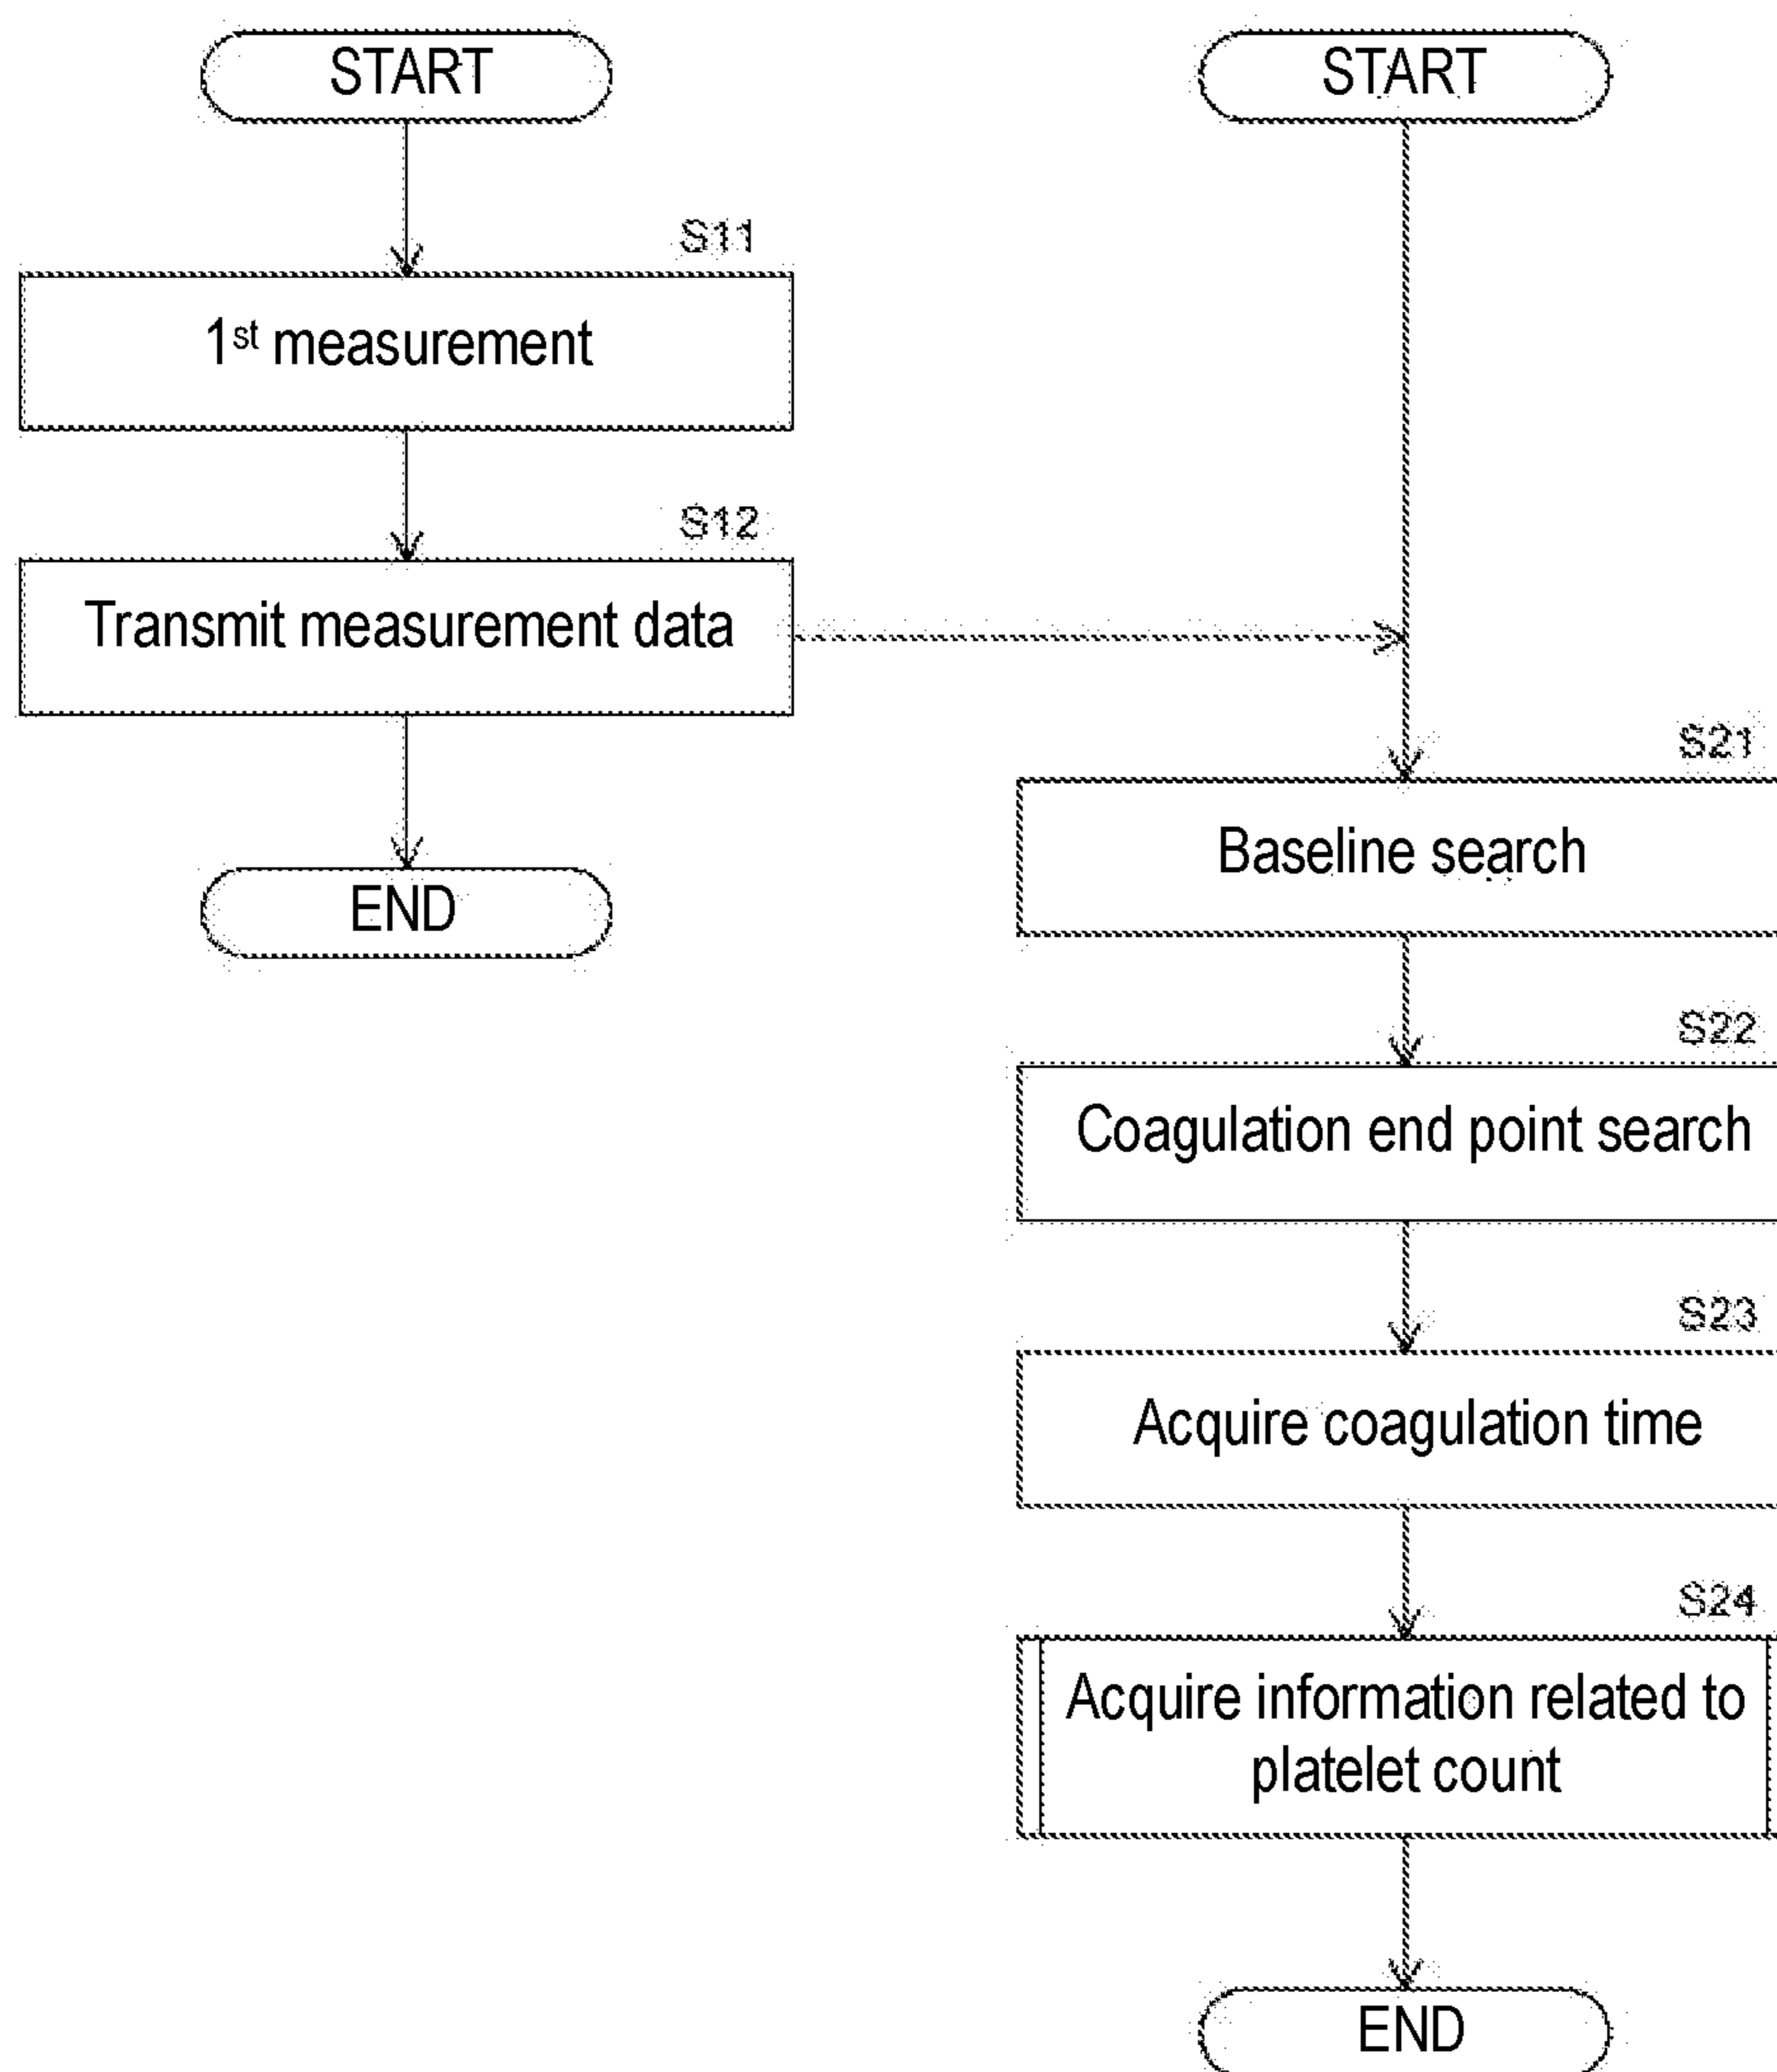 START
S11
1st measurement
S12
Transmit measurement data
END
START
S21
Baseline search
S22
Coagulation end point search
S23
Acquire coagulation time
S24
Acquire information related to
platelet count
END